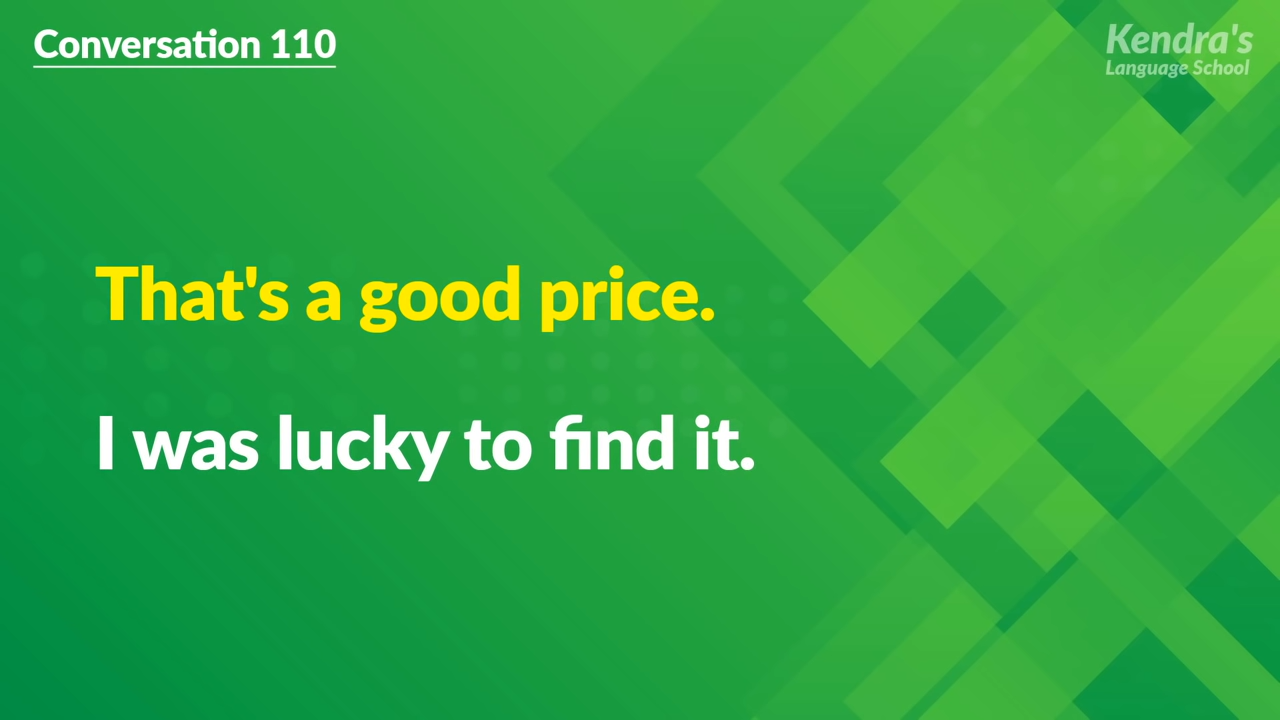 Conversation 110
Kendra's
Language School
That's a good price.
I was lucky to find it.